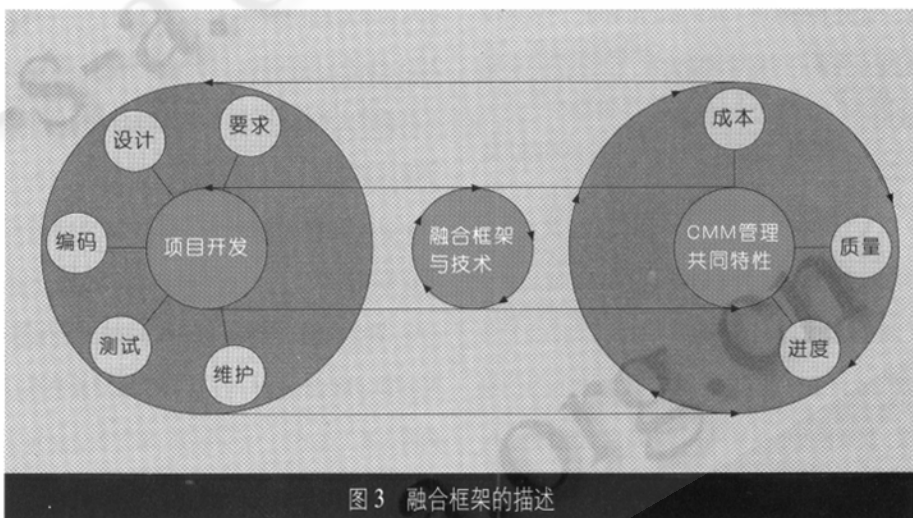 要求
设计
编码
测试
维护
项目开发
融合框架
与技术
CMM管理
共同特性
成本
质量
进度
图 3 融合框架的描述
s-a.
.org.cn